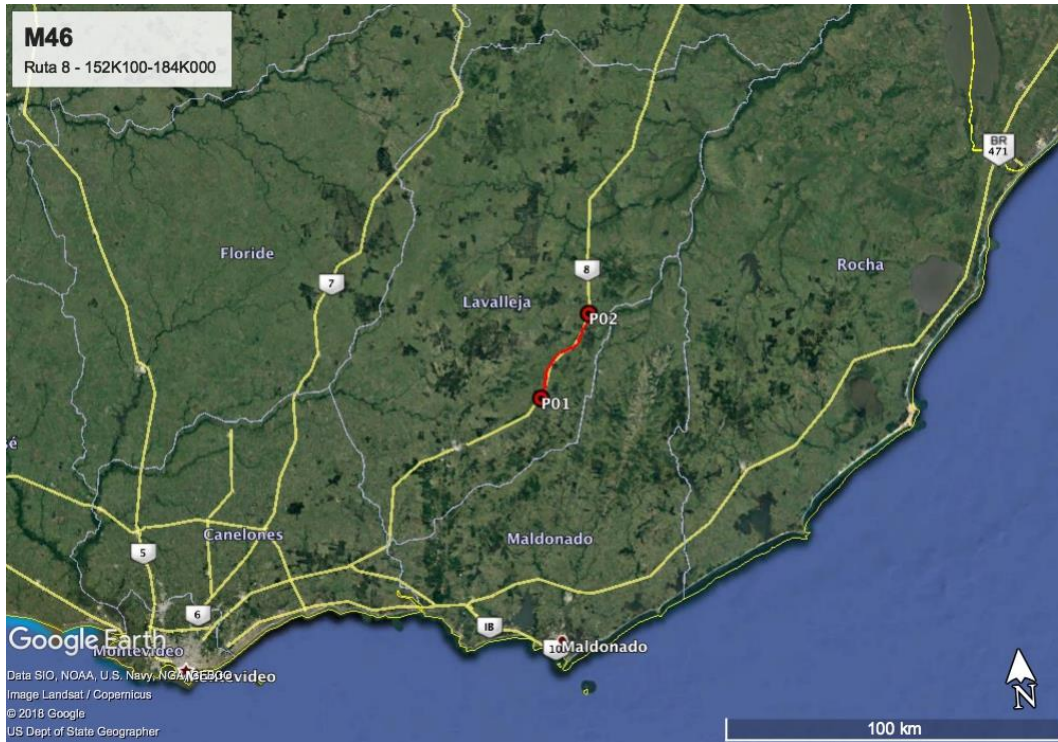 M46
Ruta 8 - 152K100-184K000
BR
471
Floride
Rocha
7
8
Lavalleja
P02
P01
sé
Canelones
Maldonado
5
6
IB
10
Maldonado
Google Earth
Montevideo
Montevideo
Data SIO, NOAA, U.S. Navy, NGA, GEBCO
Image Landsat / Copernicus
© 2018 Google
US Dept of State Geographer
N
100 km